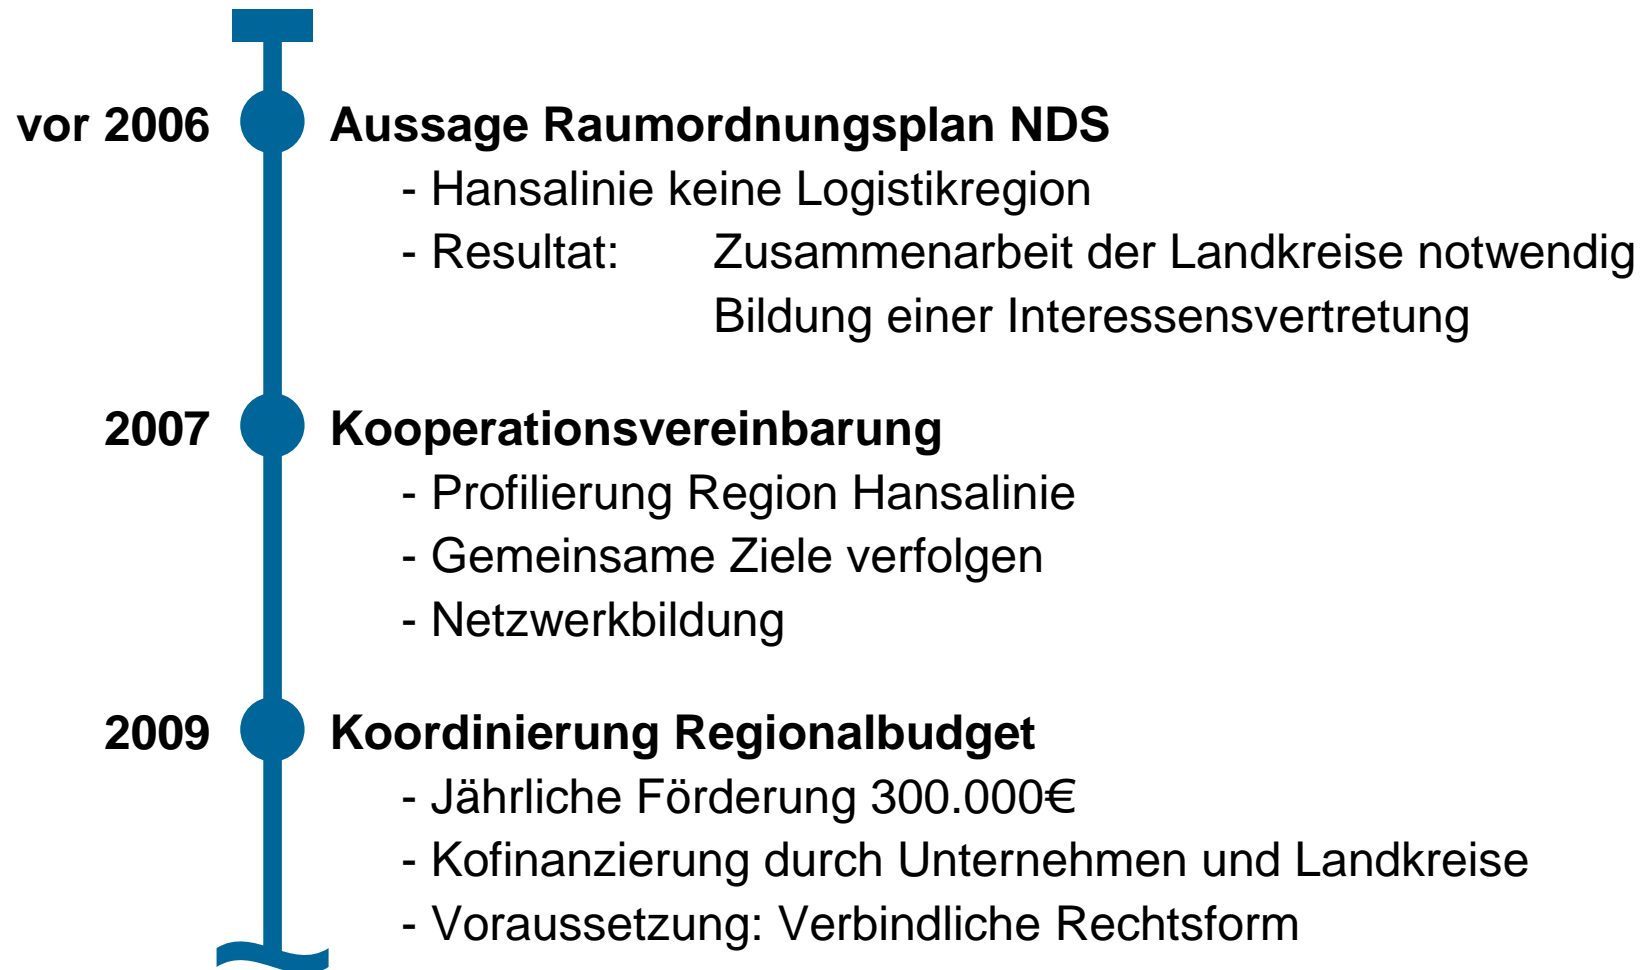 vor 2006 Aussage Raumordnungsplan NDS
- Hansalinie keine Logistikregion
- Resultat: Zusammenarbeit der Landkreise notwendig
Bildung einer Interessensvertretung
2007 Kooperationsvereinbarung
- Profilierung Region Hansalinie
- Gemeinsame Ziele verfolgen
- Netzwerkbildung
2009 Koordinierung Regionalbudget
- Jährliche Förderung 300.000€
- Kofinanzierung durch Unternehmen und Landkreise
- Voraussetzung: Verbindliche Rechtsform